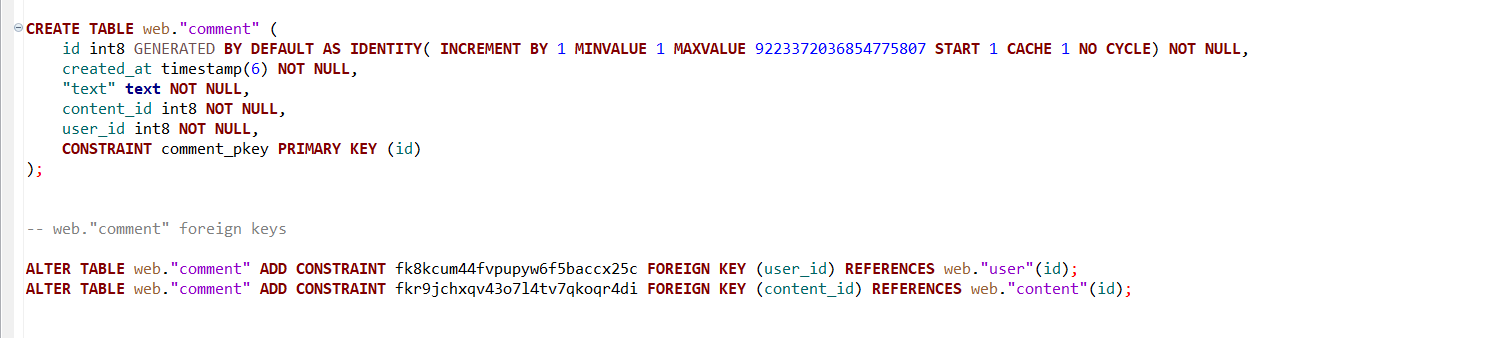 CREATE TABLE web."comment" (
    id int8 GENERATED BY DEFAULT AS IDENTITY( INCREMENT BY 1 MINVALUE 1 MAXVALUE 9223372036854775807 START 1 CACHE 1 NO CYCLE) NOT NULL,
    created_at timestamp(6) NOT NULL,
    "text" text NOT NULL,
    content_id int8 NOT NULL,
    user_id int8 NOT NULL,
    CONSTRAINT comment_pkey PRIMARY KEY (id)
);
-- web."comment" foreign keys
ALTER TABLE web."comment" ADD CONSTRAINT fk8kcum44fvpupyw6f5baccx25c FOREIGN KEY (user_id) REFERENCES web."user"(id);
ALTER TABLE web."comment" ADD CONSTRAINT fkr9jchxqv43o7l4tv7qkoqr4di FOREIGN KEY (content_id) REFERENCES web."content"(id);